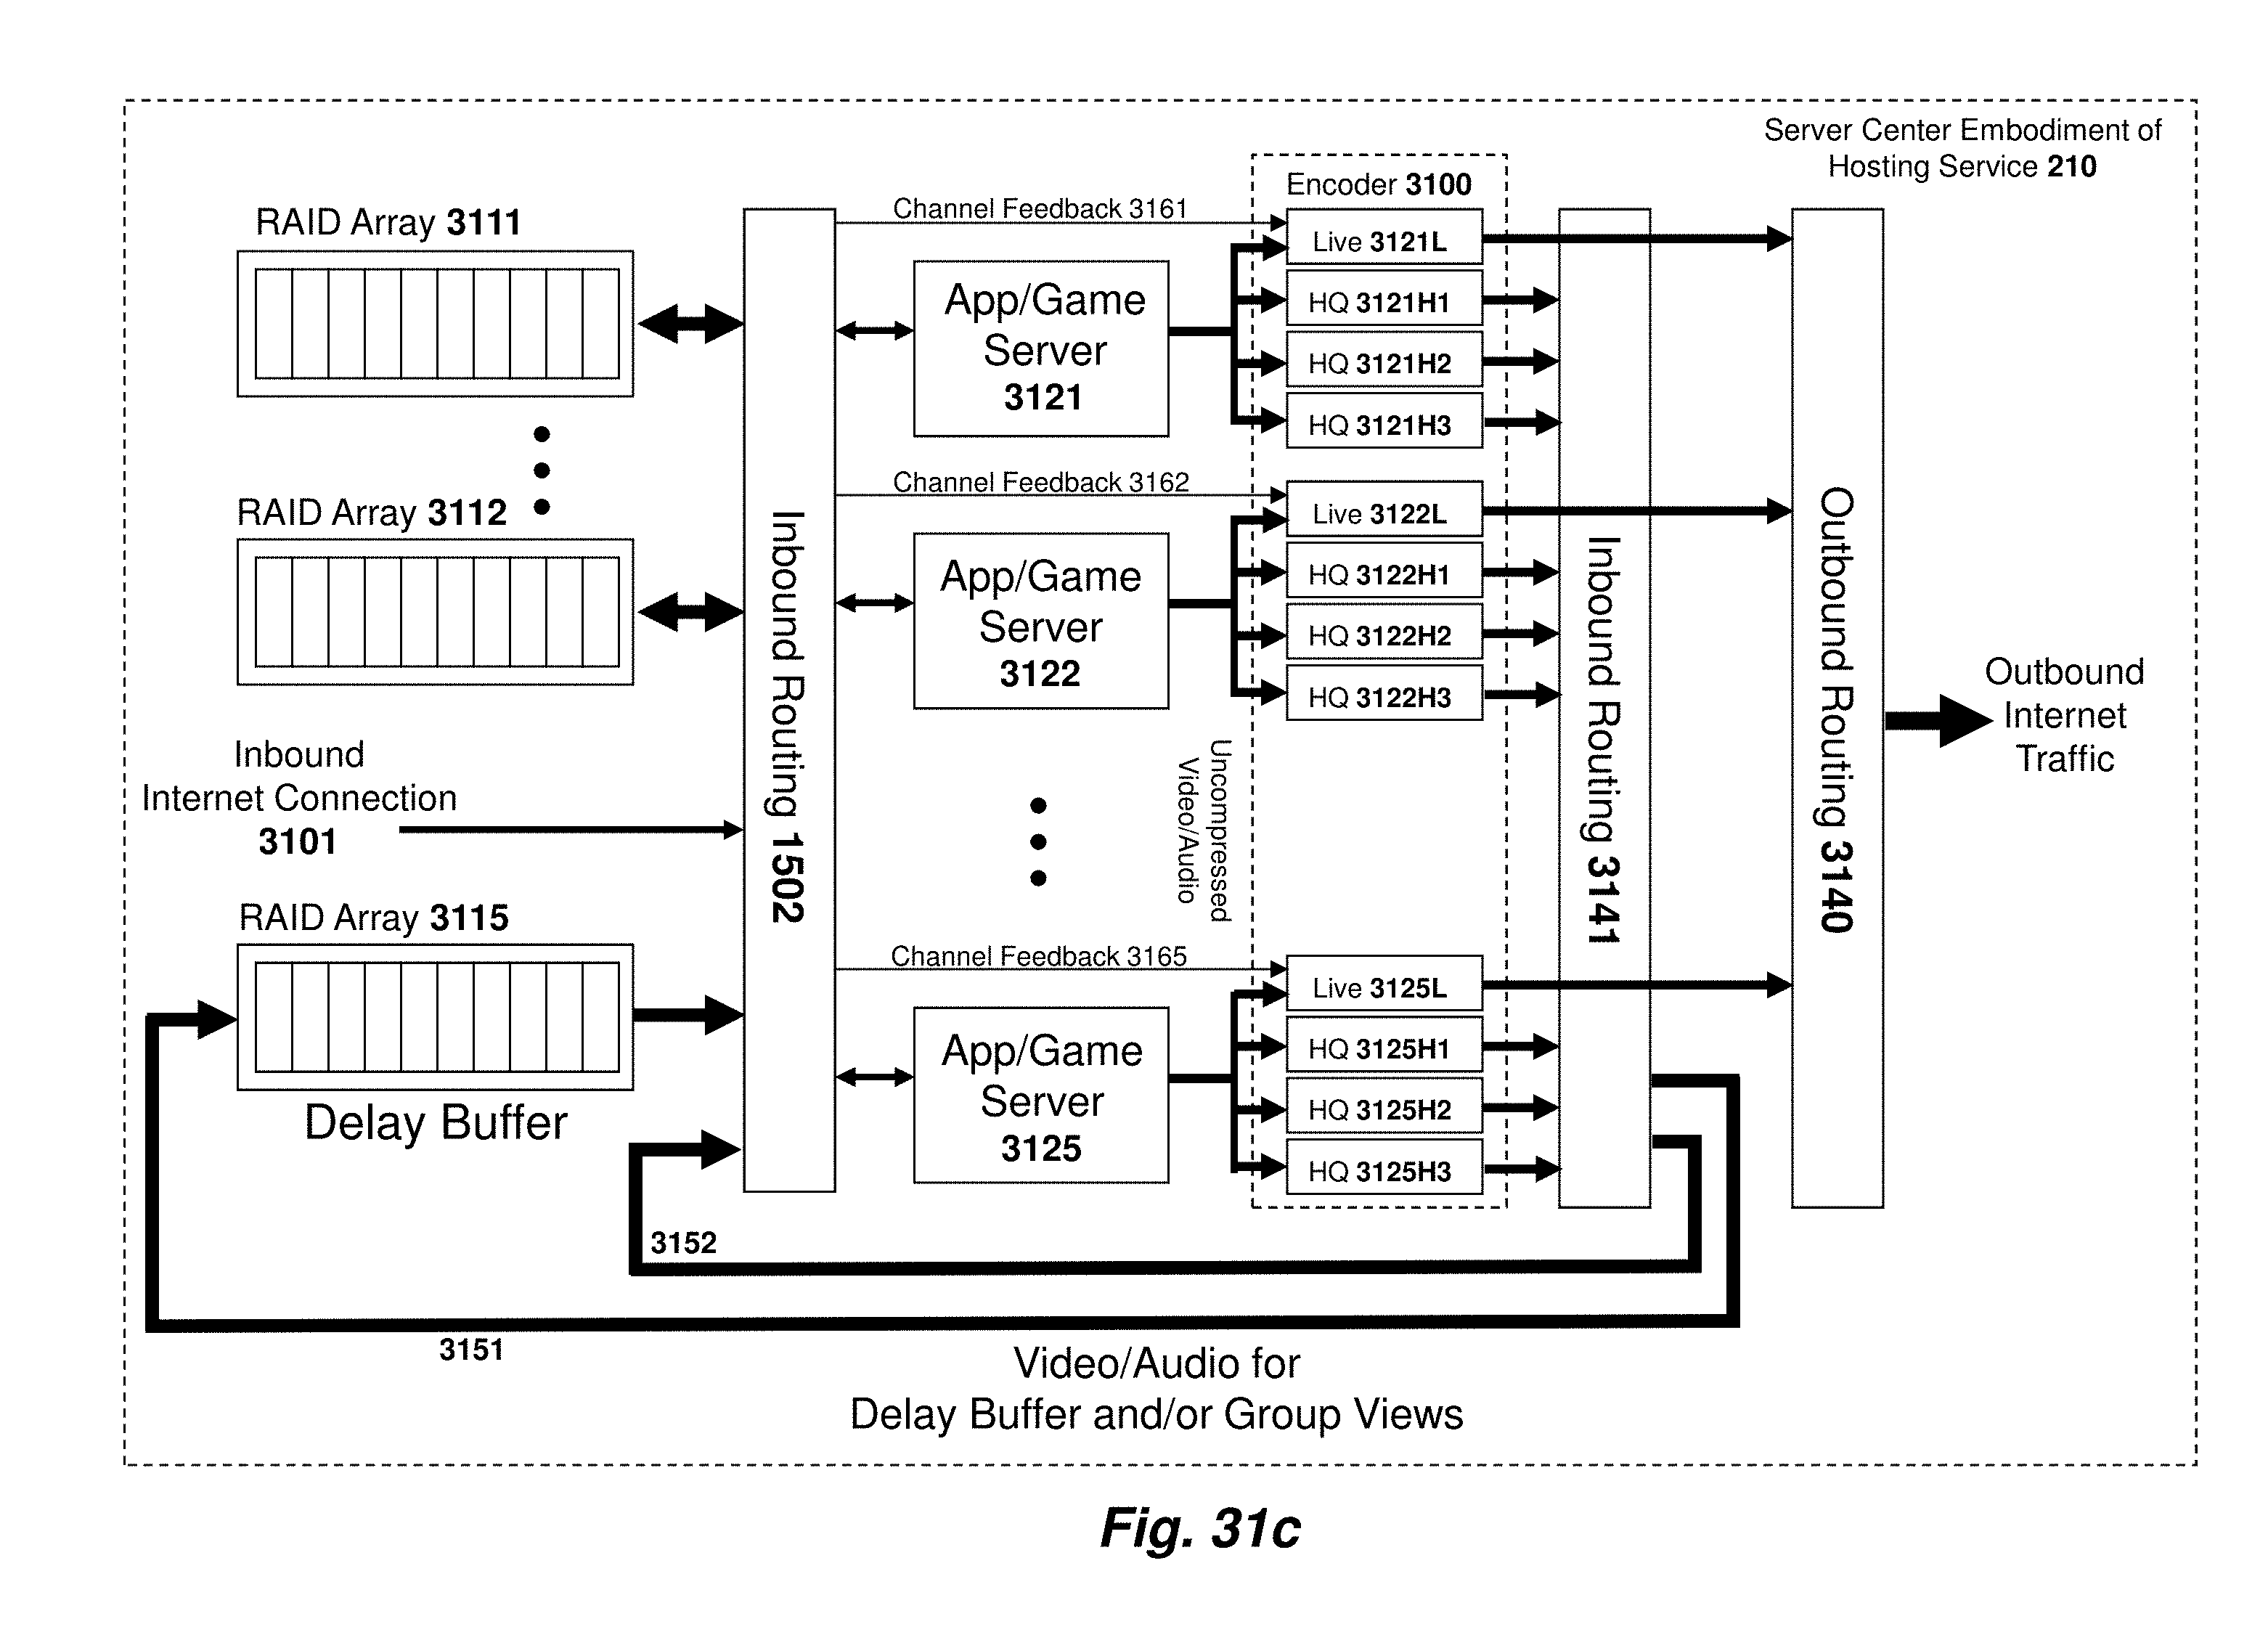 Server Center Embodiment of
Hosting Service 210
Encoder 3100
RAID Array 3111
Channel Feedback 3161
Live 3121L
HQ 3121H1
HQ 3121H2
HQ 3121H3
App/Game
Server
3121
RAID Array 3112
Channel Feedback 3162
Live 3122L
HQ 3122H1
HQ 3122H2
HQ 3122H3
App/Game
Server
3122
Inbound Routing 1502
Inbound Routing 3141
Outbound Routing 3140
Outbound
Internet
Traffic
Inbound
Internet Connection
3101
Uncompressed
Video/Audio
RAID Array 3115
Delay Buffer
Channel Feedback 3165
Live 3125L
HQ 3125H1
HQ 3125H2
HQ 3125H3
App/Game
Server
3125
3152
3151
Video/Audio for
Delay Buffer and/or Group Views
Fig. 31c